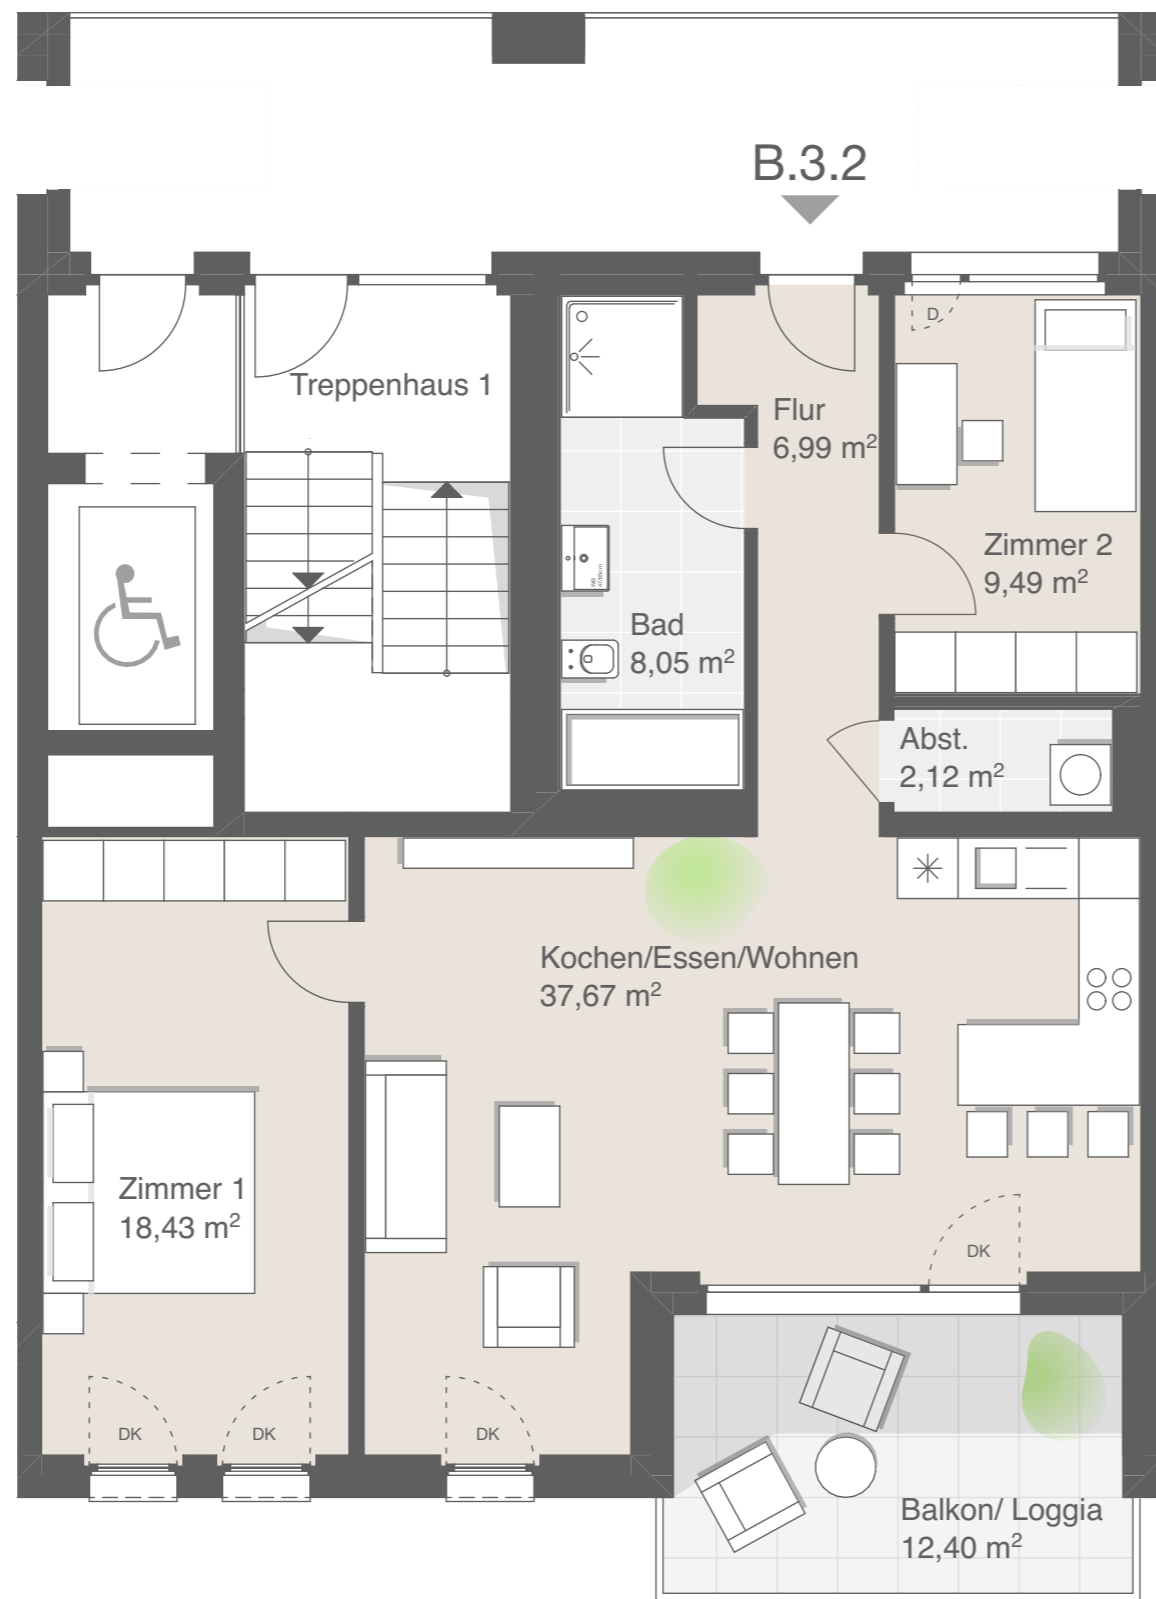 B.3.2
D
Treppenhaus 1
Flur
6,99 m²
Zimmer 2
9,49 m²
Bad
8,05 m²
Abst.
2,12 m²
Kochen/Essen/Wohnen
37,67 m²
Zimmer 1
18,43 m²
DK
DK
DK
DK
Balkon/ Loggia
12,40 m²